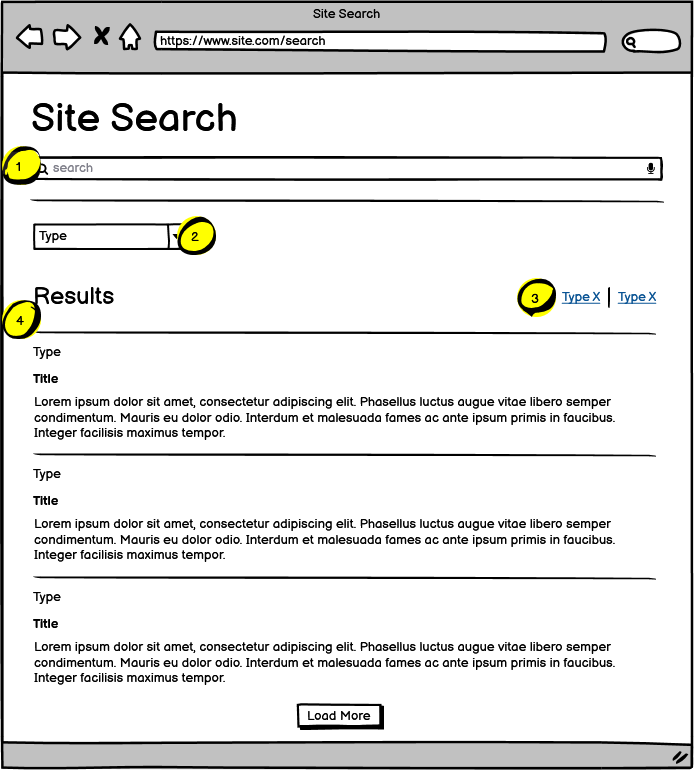 Site Search
https://www.site.com/search
Site Search
1
search
Type
2
Results
3
Type X
Type X
4
Type
Title
Lorem ipsum dolor sit amet, consectetur adipiscing elit. Phasellus luctus augue vitae libero semper
condimentum. Mauris eu dolor odio. Interdum et malesuada fames ac ante ipsum primis in faucibus.
Integer facilisis maximus tempor.
Type
Title
Lorem ipsum dolor sit amet, consectetur adipiscing elit. Phasellus luctus augue vitae libero semper
condimentum. Mauris eu dolor odio. Interdum et malesuada fames ac ante ipsum primis in faucibus.
Integer facilisis maximus tempor.
Type
Title
Lorem ipsum dolor sit amet, consectetur adipiscing elit. Phasellus luctus augue vitae libero semper
condimentum. Mauris eu dolor odio. Interdum et malesuada fames ac ante ipsum primis in faucibus.
Integer facilisis maximus tempor.
Load More